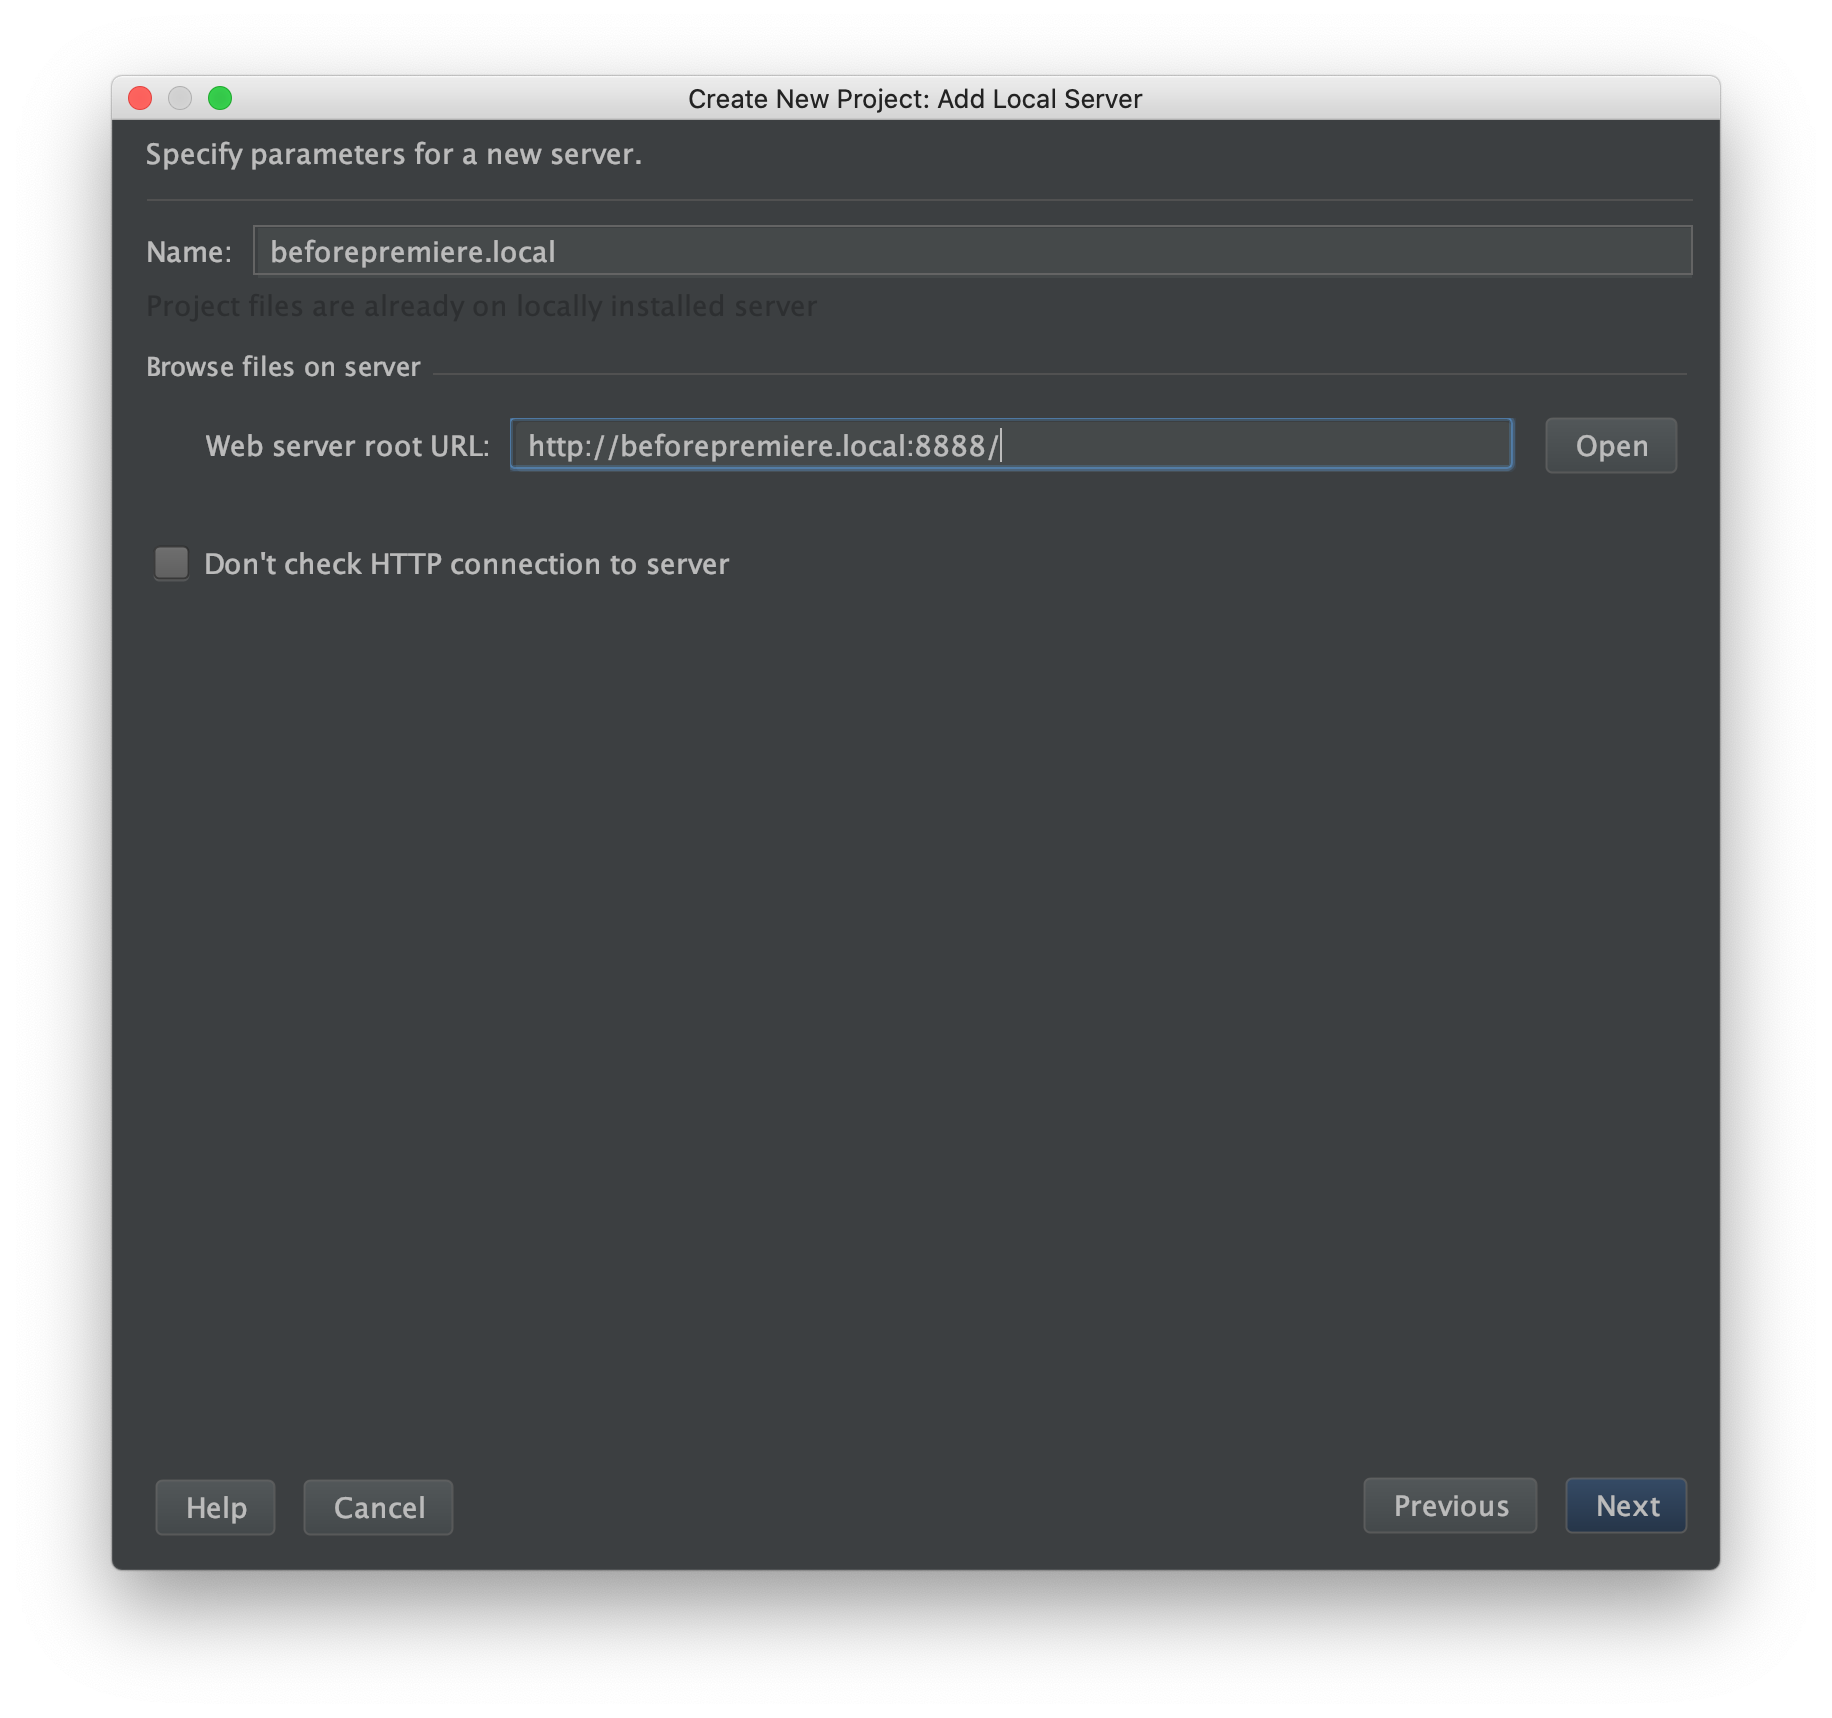 Create New Project: Add Local Server
Specify parameters for a new server.
Name: beforepremiere.local
Project files are already on locally installed server
Browse files on server
Web server root URL: http://beforepremiere.local:8888/ Open
Don't check HTTP connection to server
Help Cancel Previous Next